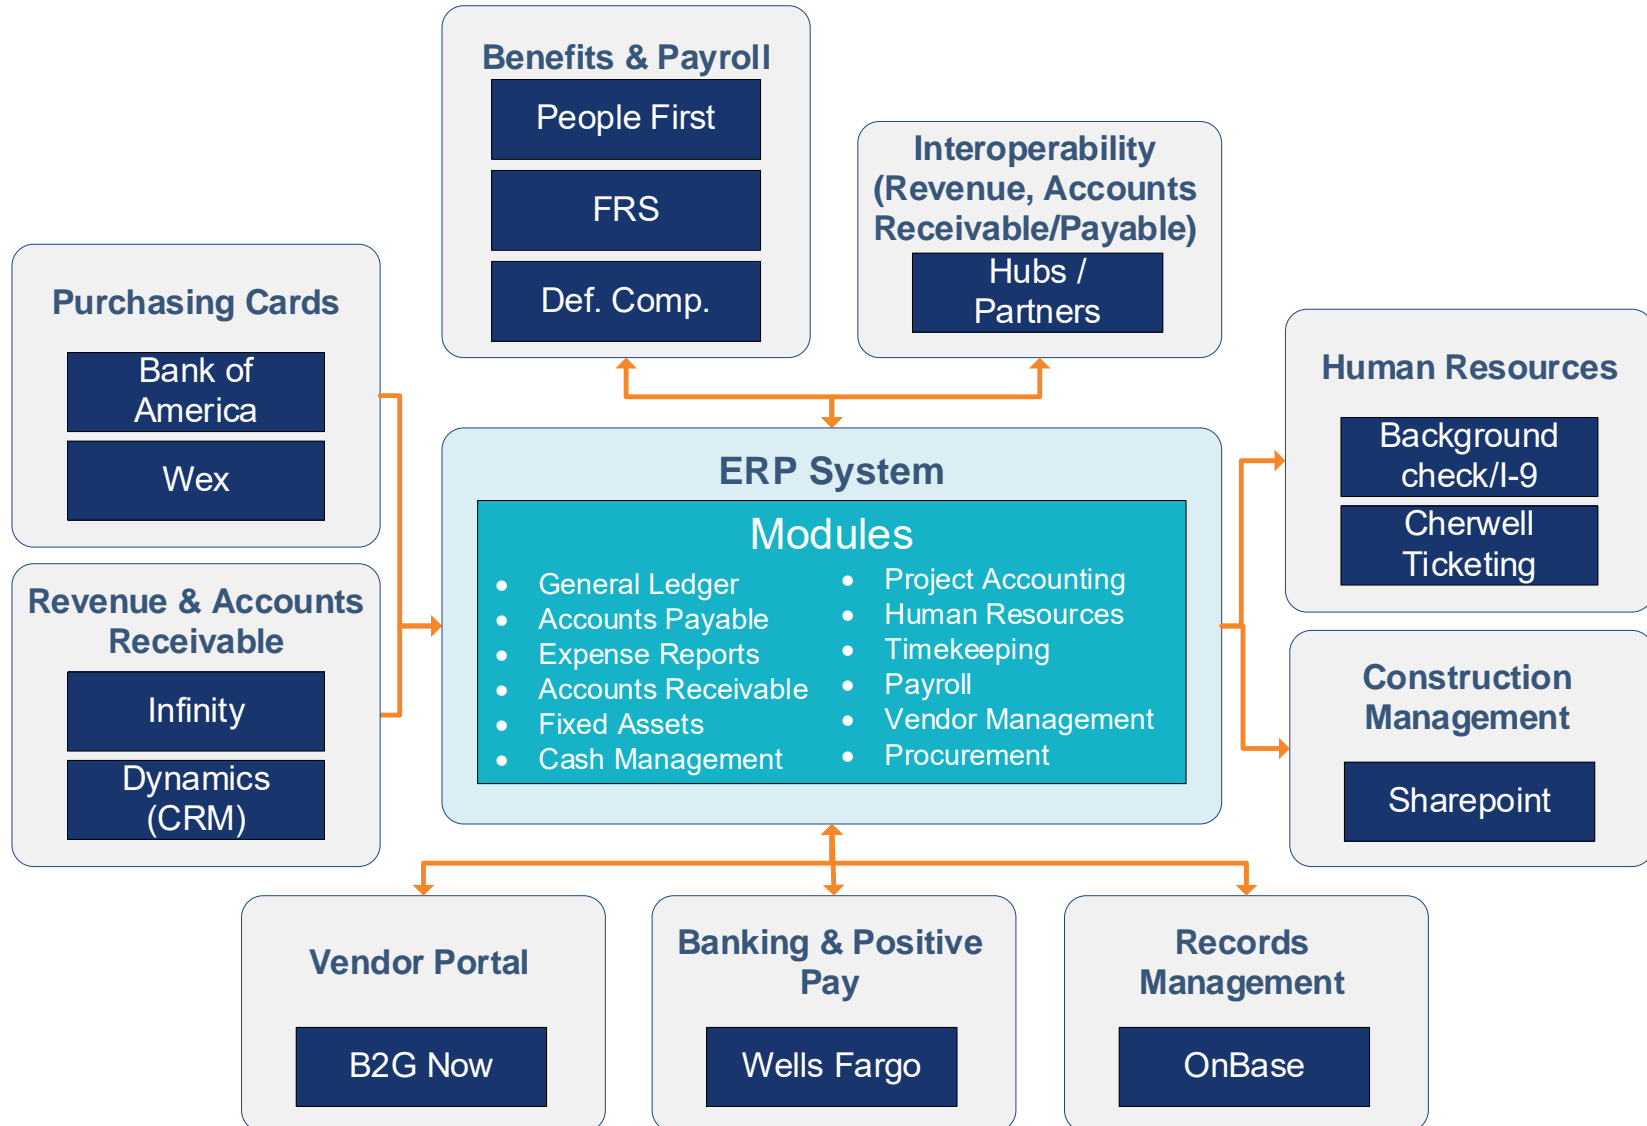 Benefits & Payroll
People First
FRS
Def. Comp.
Interoperability
(Revenue, Accounts
Receivable/Payable)
Hubs /
Partners
Purchasing Cards
Bank of
America
Wex
Revenue & Accounts
Receivable
Infinity
Dynamics
(CRM)
ERP System
Modules
• General Ledger
• Accounts Payable
• Expense Reports
• Accounts Receivable
• Fixed Assets
• Cash Management
• Project Accounting
• Human Resources
• Timekeeping
• Payroll
• Vendor Management
• Procurement
Human Resources
Background
check/I-9
Cherwell
Ticketing
Construction
Management
Sharepoint
Vendor Portal
B2G Now
Banking & Positive
Pay
Wells Fargo
Records
Management
OnBase